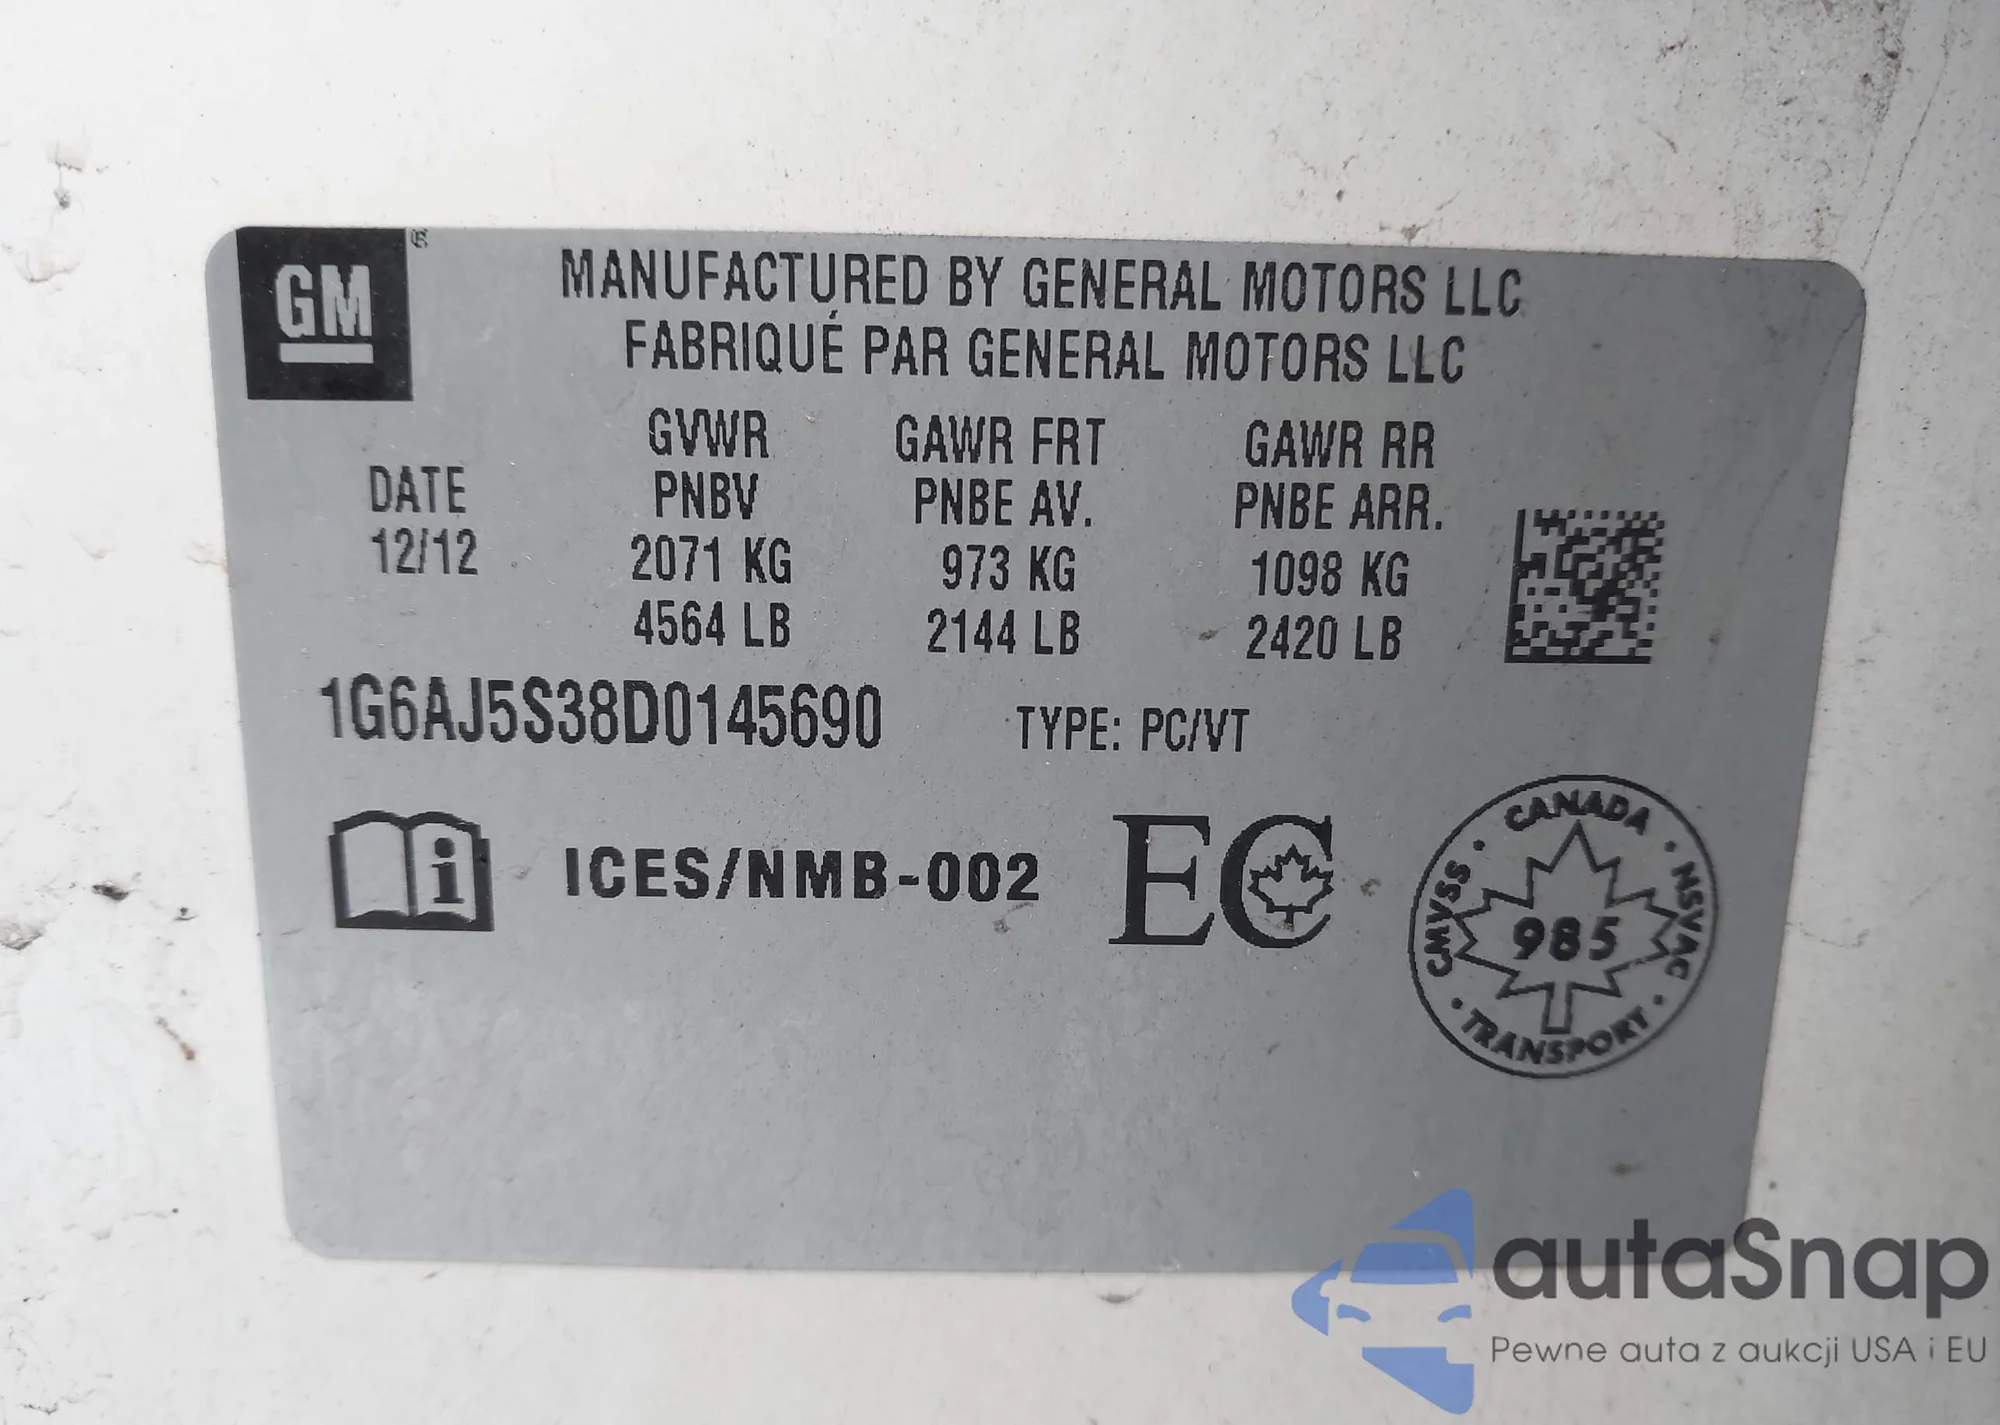 GM ®
MANUFACTURED BY GENERAL MOTORS LLC
FABRIQUÉ PAR GENERAL MOTORS LLC
DATE
12/12
GVWR
PNBV
2071 KG
4564 LB
GAWR FRT
PNBE AV.
973 KG
2144 LB
GAWR RR
PNBE ARR.
1098 KG
2420 LB
1G6AJ5S38D0145690
TYPE: PC/VT
i
ICES/NMB-002
EC
CANADA
CMVSS · NSVAC
985
TRANSPORT
autaSnap
Pewne auta z aukcji USA i EU